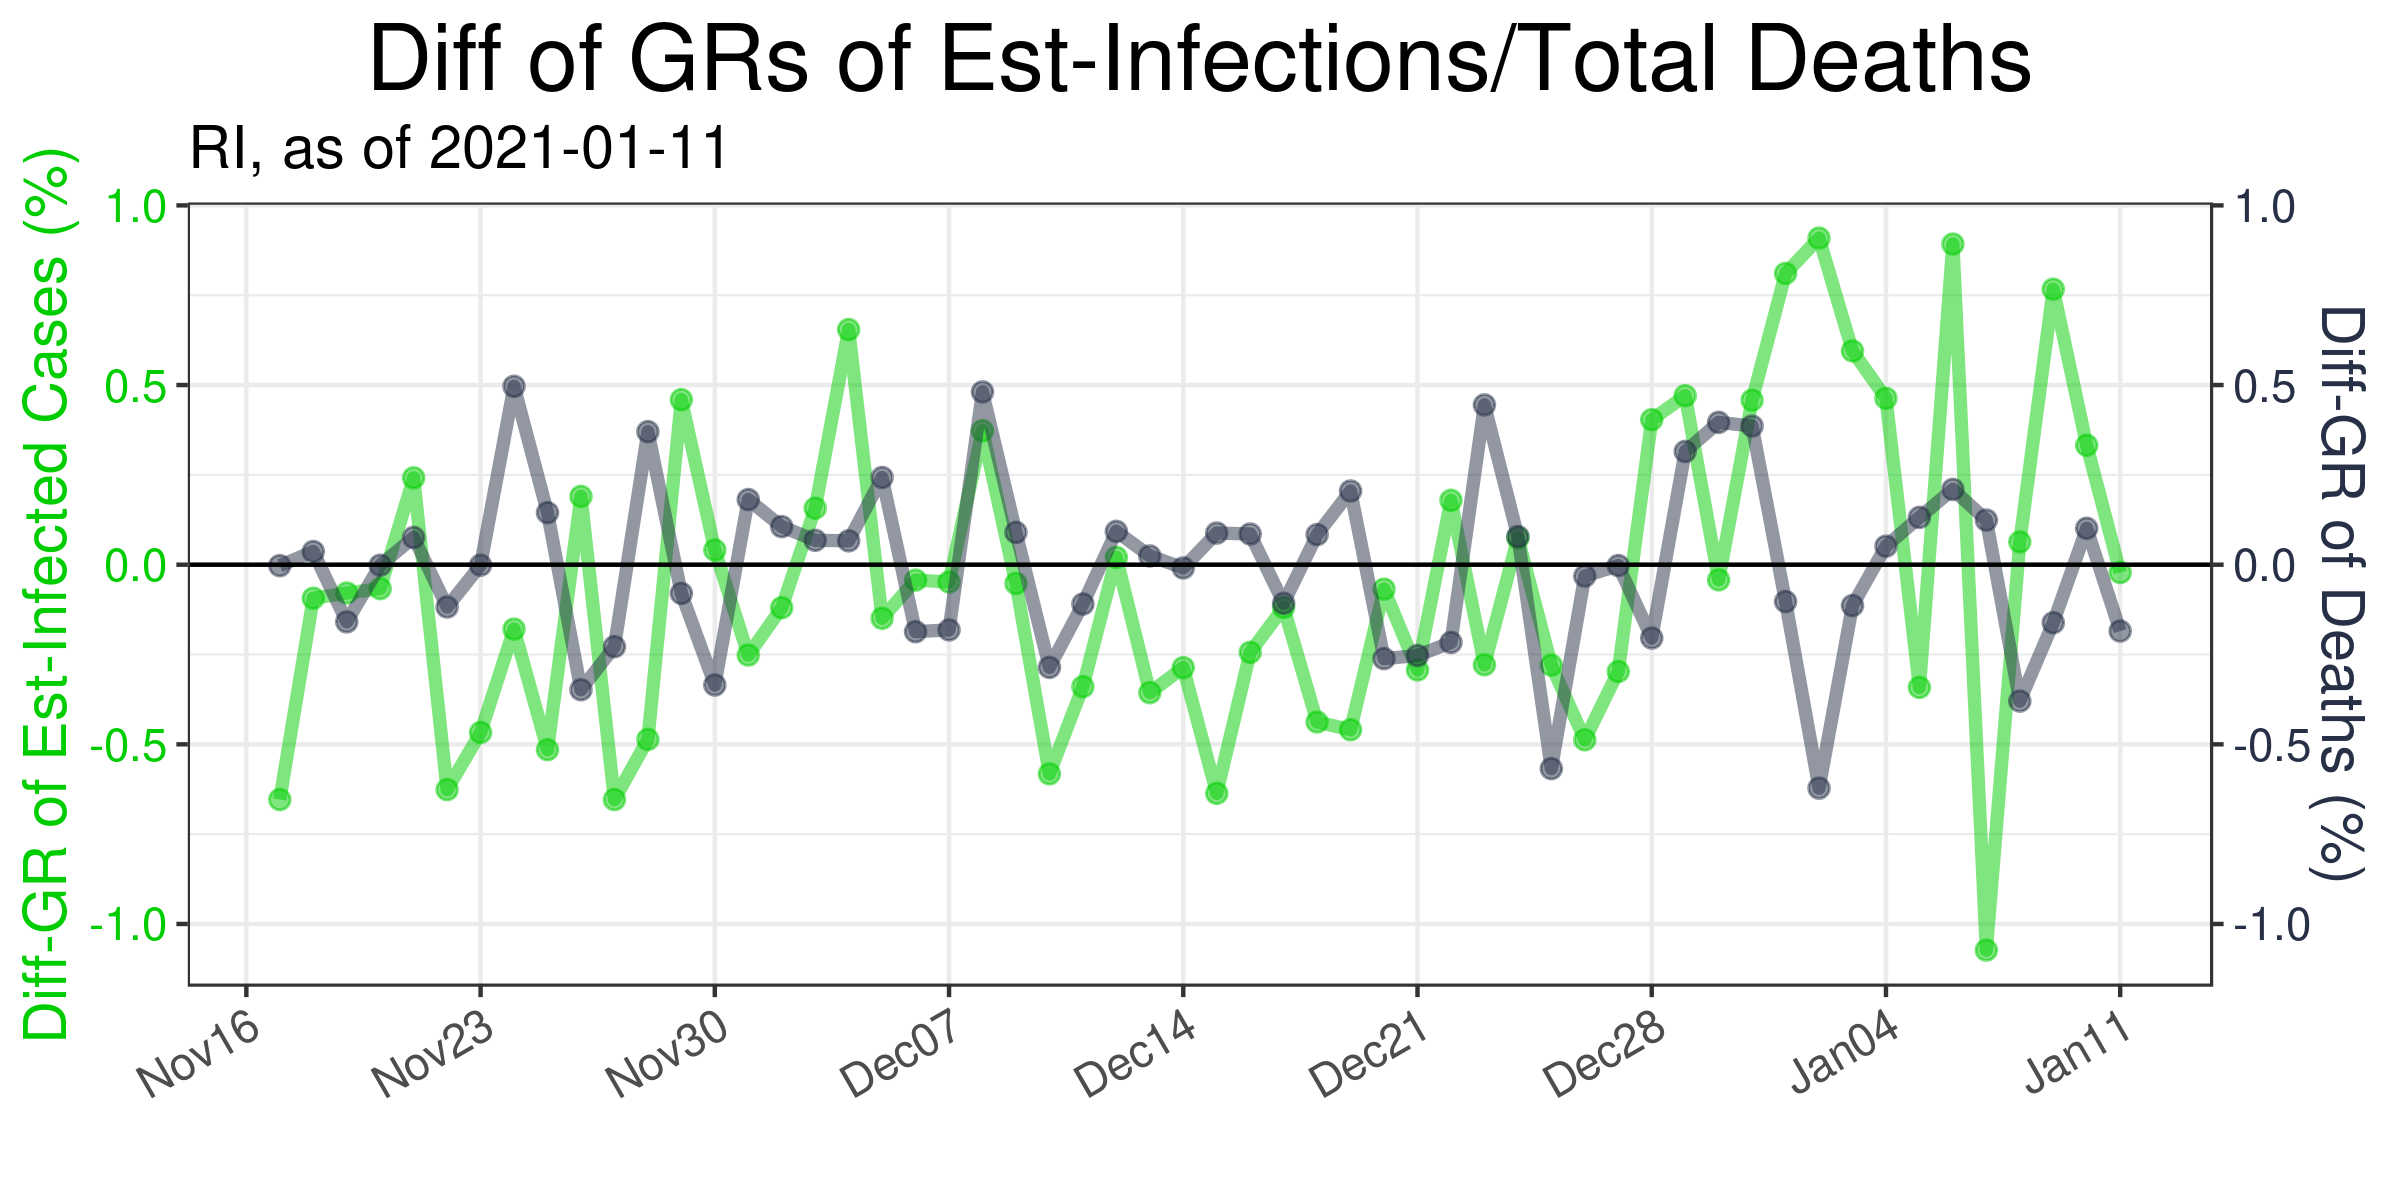 Diff of GRs of Est-Infections/Total Deaths
RI, as of 2021-01-11
Diff-GR of Est-Infected Cases (%)
1.0
0.5
0.0
-0.5
-1.0
1.0
0.5
0.0
-0.5
-1.0
Diff-GR of Deaths (%)
Nov16
Nov23
Nov30
Dec07
Dec14
Dec21
Dec28
Jan04
Jan11